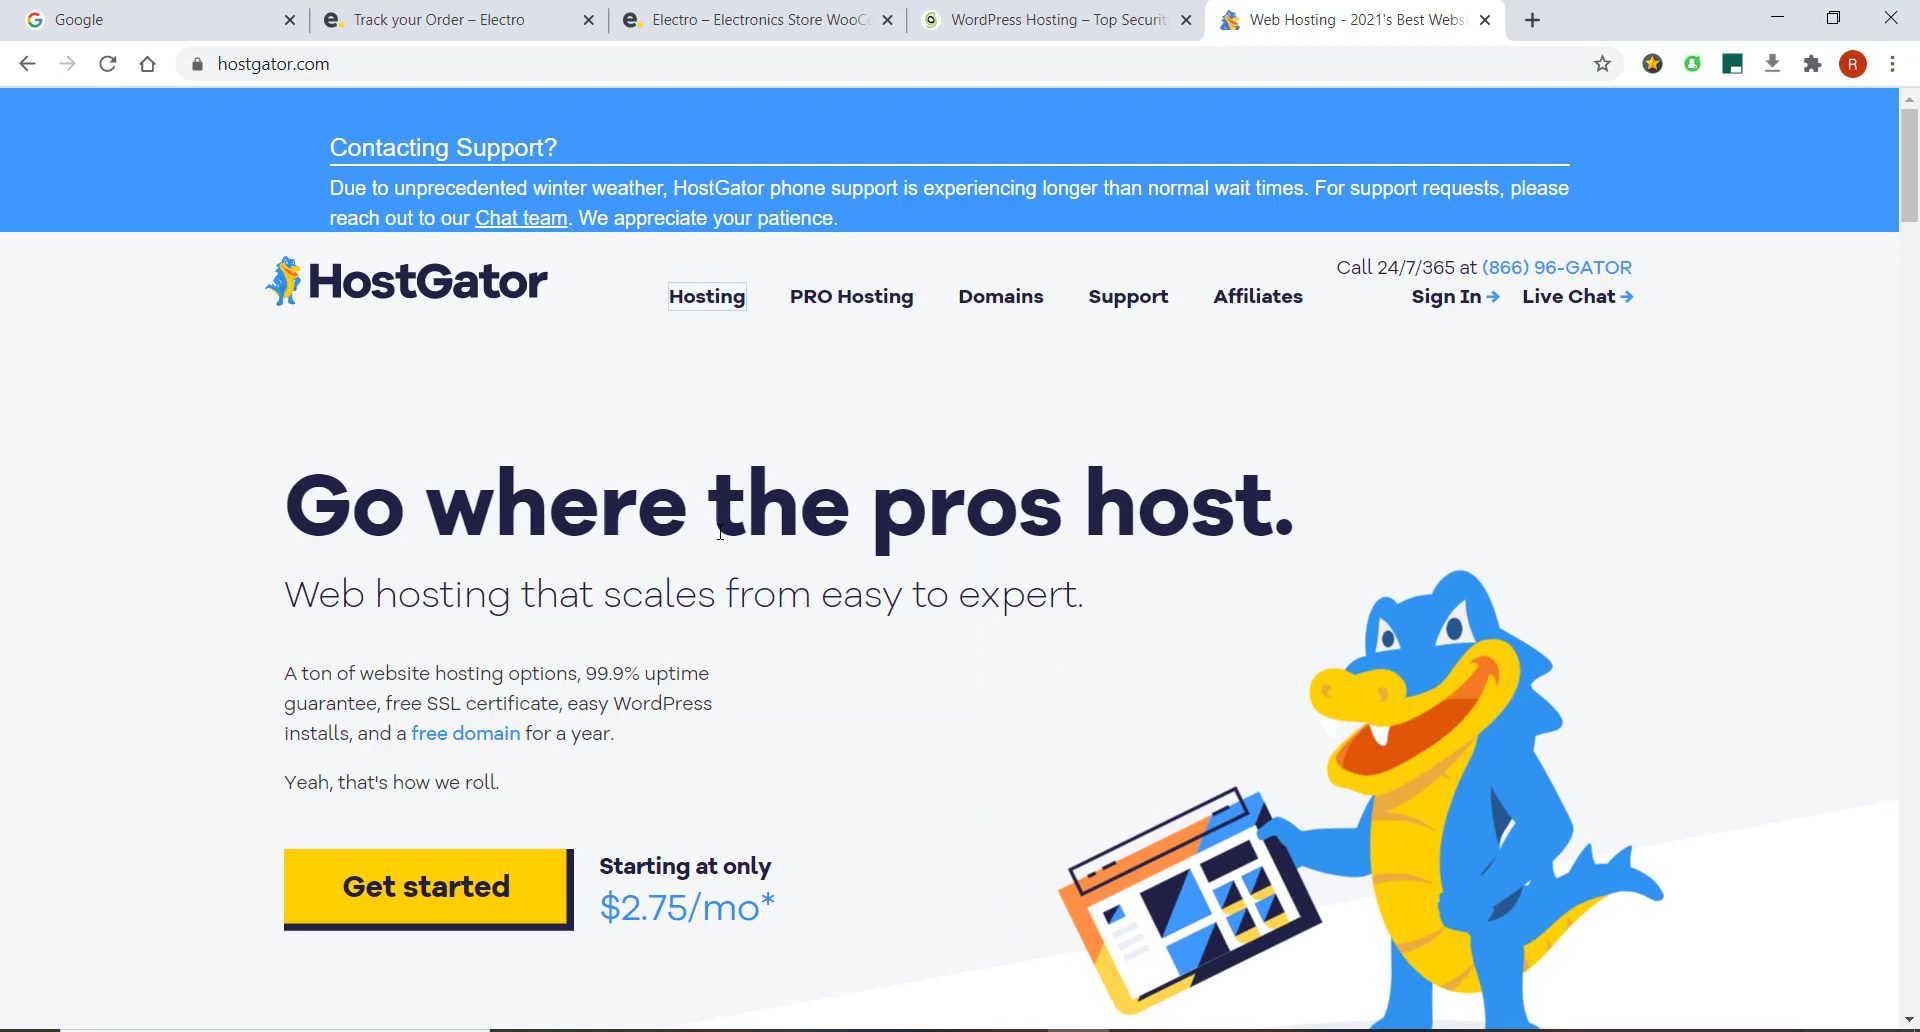 Google
Track your Order – Electro
Electro – Electronics Store WooC
WordPress Hosting – Top Securit
Web Hosting - 2021's Best Webs
hostgator.com
R
Contacting Support?
Due to unprecedented winter weather, HostGator phone support is experiencing longer than normal wait times. For support requests, please
reach out to our Chat team. We appreciate your patience.
HostGator
Call 24/7/365 at (866) 96-GATOR
Hosting PRO Hosting Domains Support Affiliates Sign In Live Chat
Go where the pros host.
Web hosting that scales from easy to expert.
A ton of website hosting options, 99.9% uptime
guarantee, free SSL certificate, easy WordPress
installs, and a free domain for a year.
Yeah, that's how we roll.
Get started
Starting at only
$2.75/mo*